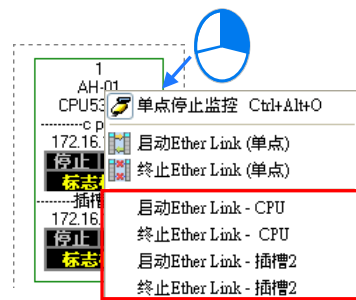 1
AH-01
CPU53
----------c p
172.16.
停止
标志
---------插槽
172.16.
停止
标志
单点停止监控 Ctrl+Alt+O
启动Ether Link (单点)
终止Ether Link (单点)
启动Ether Link - CPU
终止Ether Link - CPU
启动Ether Link - 插槽2
终止Ether Link - 插槽2